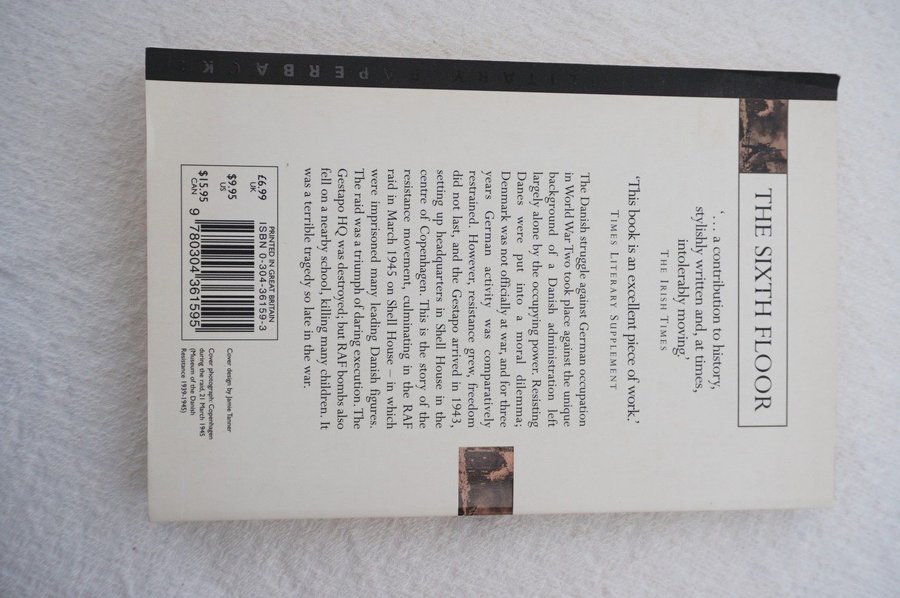 THE SIXTH FLOOR
‘. . . a contribution to history,
stylishly written and, at times,
intolerably moving’
THE IRISH TIMES
‘This book is an excellent piece of work.’
TIMES LITERARY SUPPLEMENT
The Danish struggle against German occupation
in World War Two took place against the unique
background of a Danish administration left
largely alone by the occupying power. Resisting
Danes were put into a moral dilemma;
Denmark was not officially at war, and for three
years German activity was comparatively
restrained. However, resistance grew, freedom
did not last, and the Gestapo arrived in 1943,
setting up headquarters in Shell House in the
centre of Copenhagen. This is the story of the
resistance movement, culminating in the RAF
raid in March 1945 on Shell House – in which
were imprisoned many leading Danish figures.
The raid was a triumph of daring execution. The
Gestapo HQ was destroyed; but RAF bombs also
fell on a nearby school, killing many children. It
was a terrible tragedy so late in the war.
PRINTED IN GREAT BRITAIN
ISBN 0-304-36159-3
£6.99
UK
$9.95
US
$15.95
CAN
9 780304 361595
Cover design by Jamie Tanner
Cover photograph: Copenhagen
during the raid, 21 March 1945
(Museum of the Danish
Resistance 1939-1945)